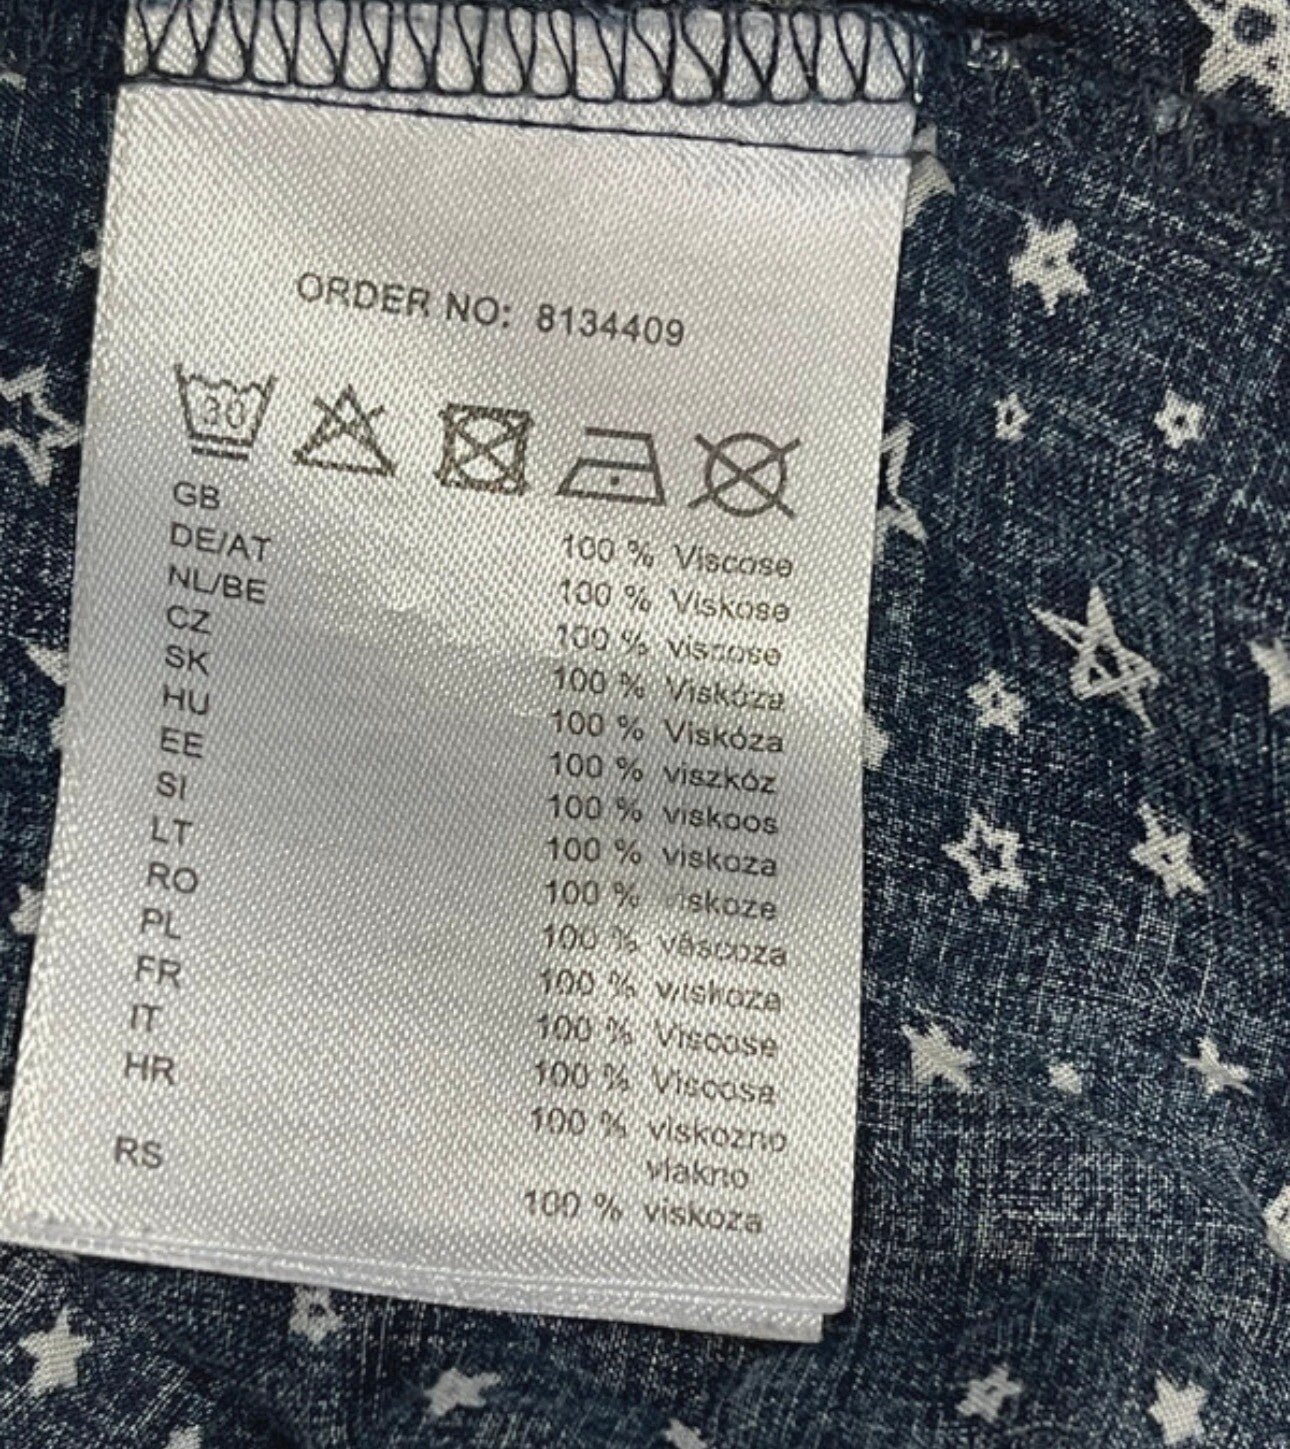 ORDER NO: 8134409
30
GB 100 % Viscose
DE/AT 100 % Viskose
NL/BE 100 % viscose
CZ 100 % Viskóza
SK 100 % Viskóza
HU 100 % viszkóz
EE 100 % viskoos
SI 100 % viskoza
LT 100 % viskoze
RO 100 % vâscoza
PL 100 % wiskoza
FR 100 % Viscose
IT 100 % Viscosa
HR 100 % viskozno
vlakno
RS 100 % viskoza